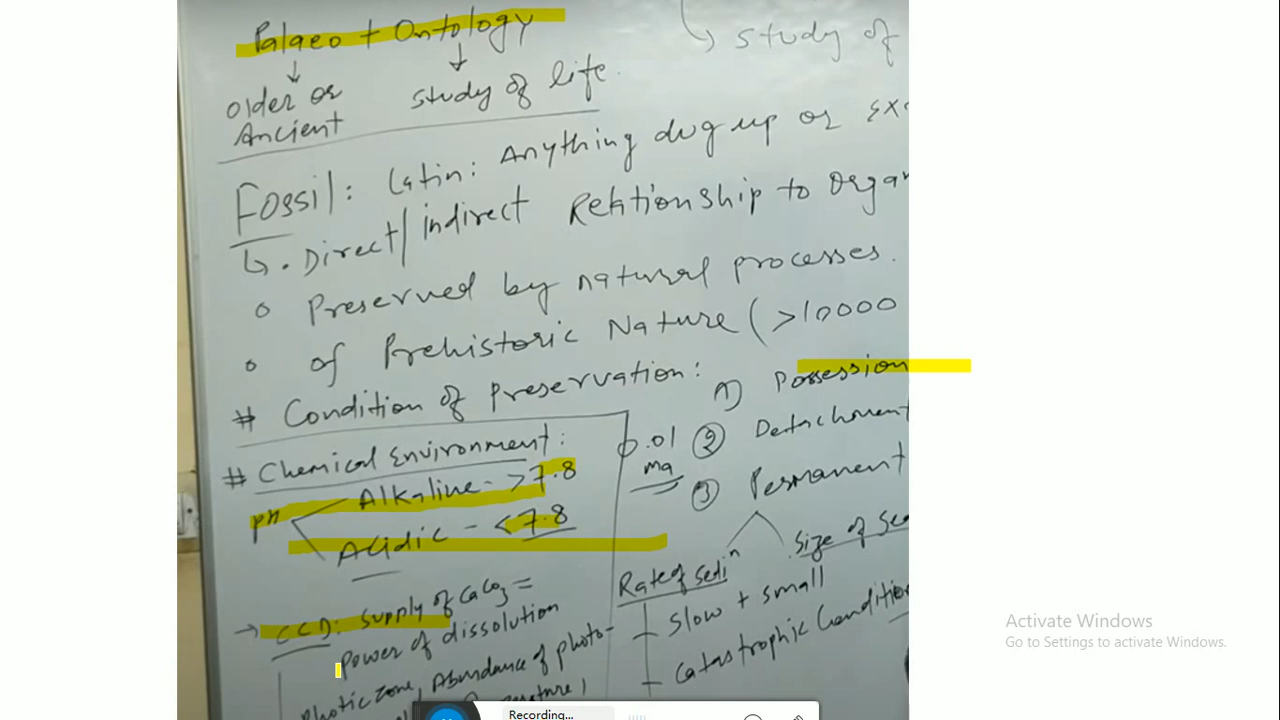 Palaeo + Ontology
↓ ↓
Older or study of life.
Ancient
↳ study of
Fossil: Latin: Anything dug up or exc
↳ • Direct/indirect Relationship to Organ
o Preserved by natural processes.
o of Prehistoric Nature (>10000
# Condition of Preservation:
1) Possession
0.01 ② Detachment
ma
③ Permanent
# Chemical Environment:
pH Alkaline - >7.8
Acidic - <7.8
Rate of sediⁿ
Size of Sed
Slow + small
Catastrophic Condition
→ CCD: Supply of CaCO3 =
Power of dissolution
Photic zone, Abundance of photo-
Recording...
Activate Windows
Go to Settings to activate Windows.